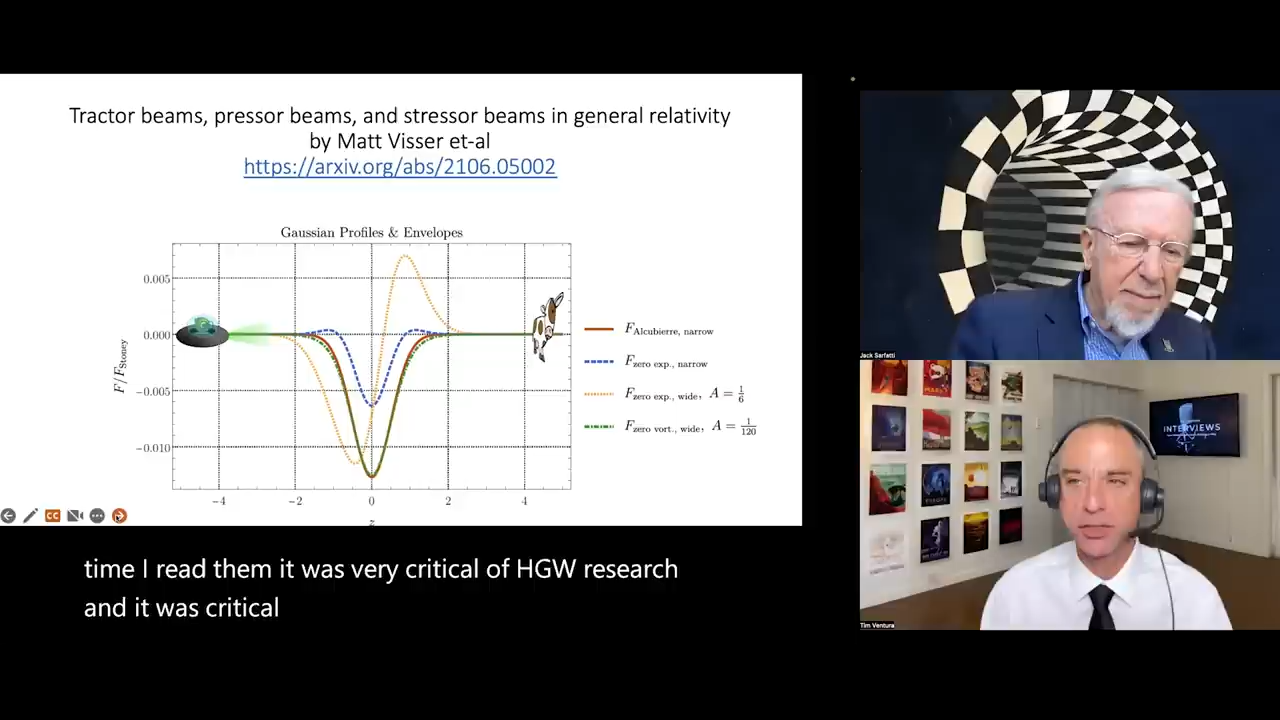 Tractor beams, pressor beams, and stressor beams in general relativity
by Matt Visser et-al
https://arxiv.org/abs/2106.05002
Gaussian Profiles & Envelopes
0.005
0.000
−0.005
−0.010
F/F_Stoney
−4
−2
0
2
4
z
F_Alcubierre, narrow
F_zero exp., narrow
F_zero exp., wide, A = 1/6
F_zero vort., wide, A = 1/120
CC
time I read them it was very critical of HGW research
and it was critical
Jack Sarfatti
INTERVIEWS
Tim Ventura